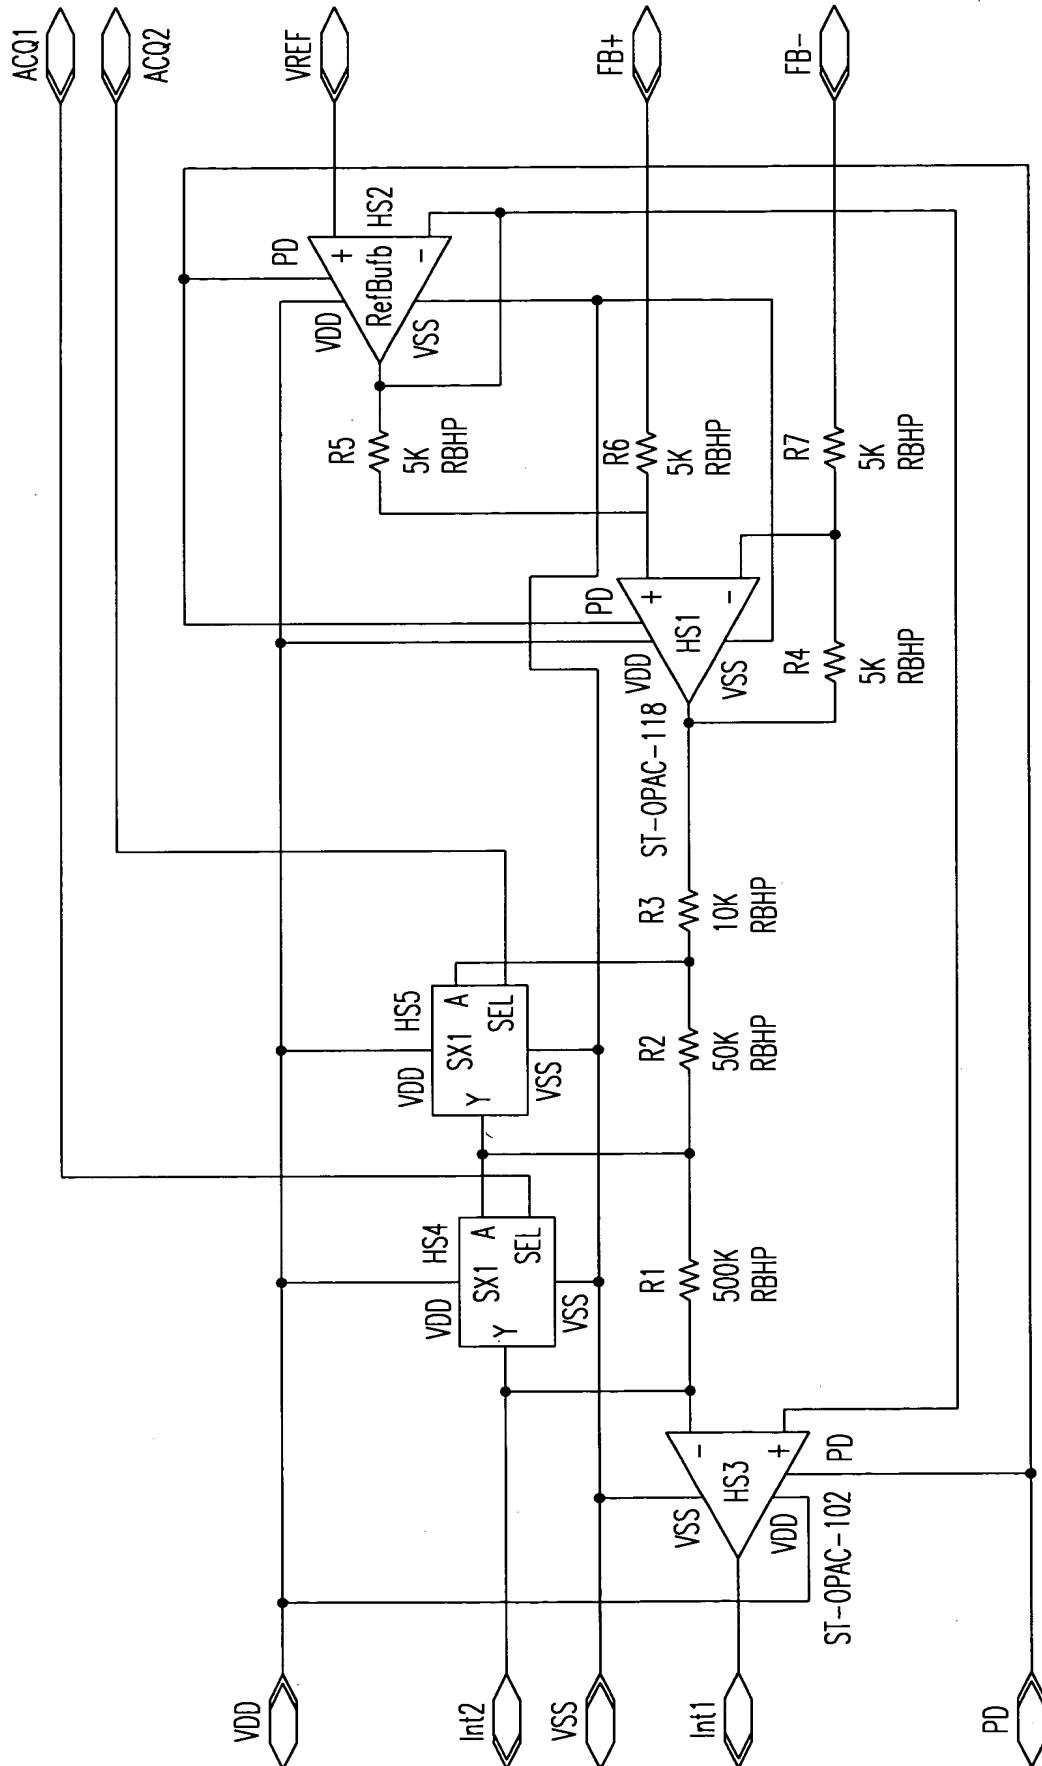 ACQ1
ACQ2
VREF
FB+
FB-
PD
+
HS2
RefBufb
-
VDD
VSS
R5
5K
RBHP
R6
5K
RBHP
R7
5K
RBHP
PD
+
HS1
-
VDD
VSS
ST-OPAC-118
R4
5K
RBHP
R3
10K
RBHP
HS5
A
SX1
SEL
VDD
Y
VSS
R2
50K
RBHP
HS4
A
SX1
SEL
VDD
Y
VSS
R1
500K
RBHP
-
HS3
+
PD
VSS
VDD
ST-OPAC-102
VDD
Int2
VSS
Int1
PD